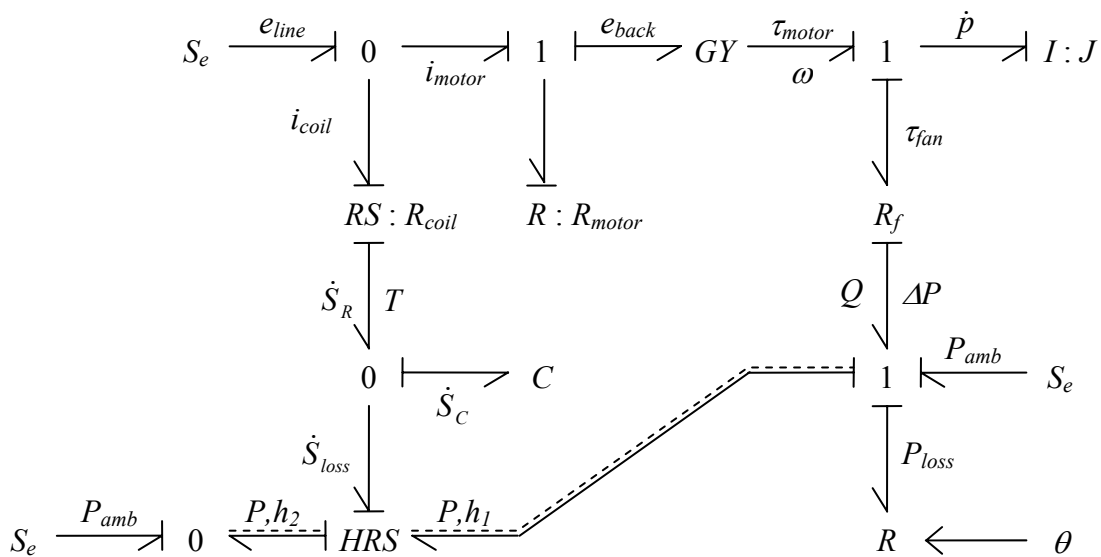 e_line e_back τ_motor ṗ
S_e 0 1 GY 1 I : J
i_motor ω
i_coil τ_fan
RS : R_coil R : R_motor R_f
Ṡ_R T Q ΔP
P_amb
0 C 1 S_e
Ṡ_C
Ṡ_loss P_loss
P_amb P,h_2 P,h_1
S_e 0 HRS R θ